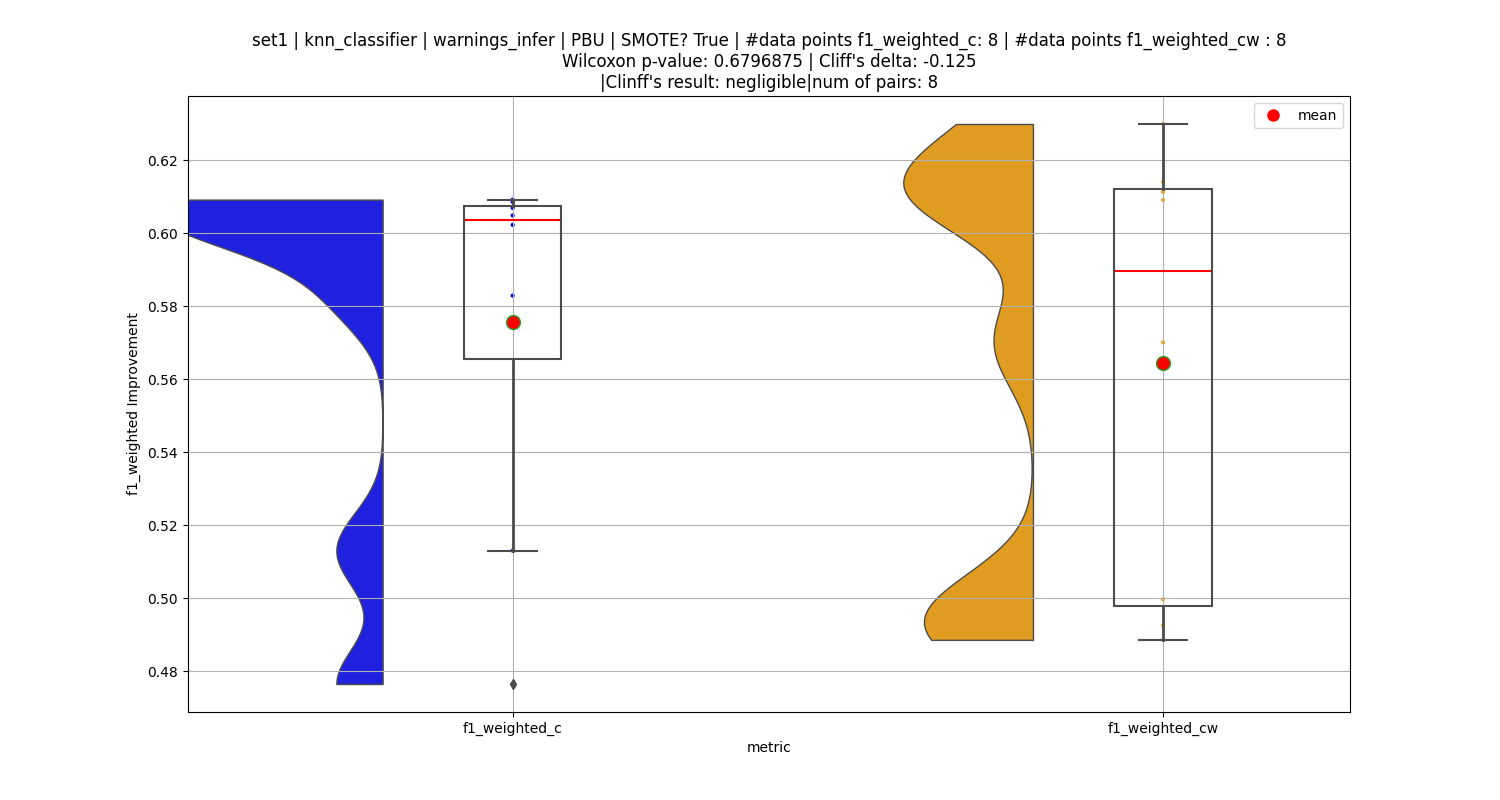 set1 | knn_classifier | warnings_infer | PBU | SMOTE? True | #data points f1_weighted_c: 8 | #data points f1_weighted_cw : 8
Wilcoxon p-value: 0.6796875 | Cliff's delta: -0.125
|Clinff's result: negligible|num of pairs: 8
mean
0.62
0.60
0.58
0.56
0.54
0.52
0.50
0.48
f1_weighted Improvement
f1_weighted_c
f1_weighted_cw
metric